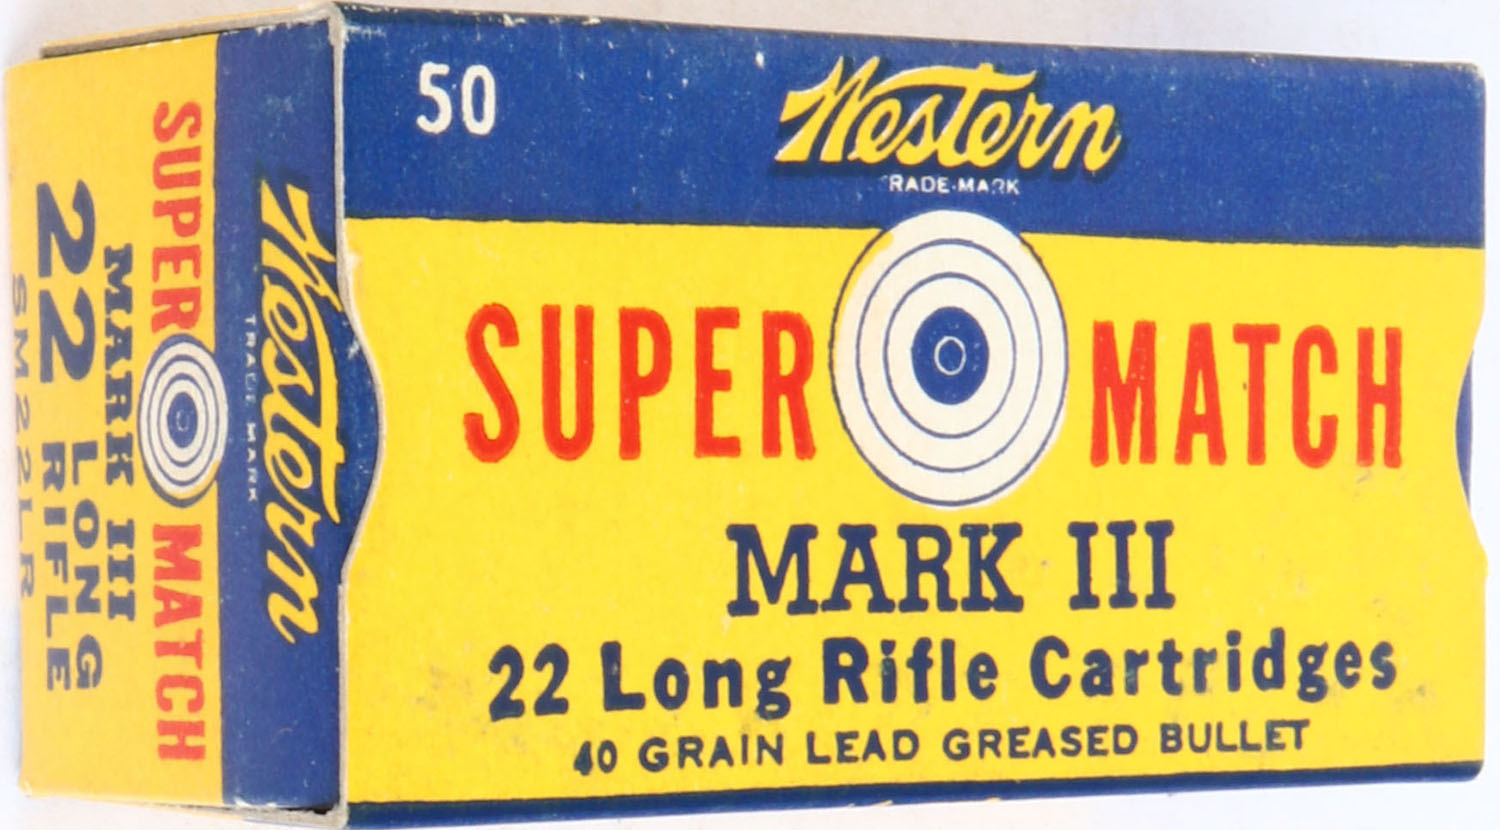 50
Western
TRADE-MARK
SUPER MATCH
MARK III
22 Long Rifle Cartridges
40 GRAIN LEAD GREASED BULLET
Western
TRADE-MARK
SUPER MATCH
MARK III
22 LONG RIFLE
SM22LR